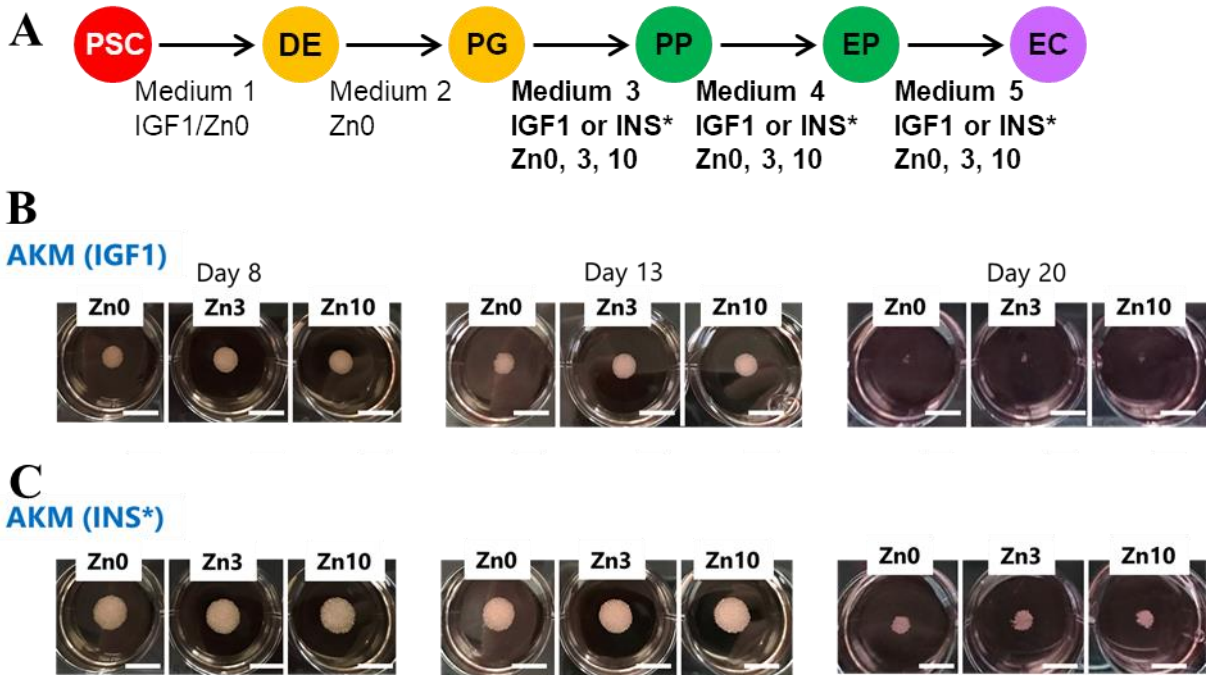 A
PSC DE PG PP EP EC
Medium 1
IGF1/Zn0
Medium 2
Zn0
Medium 3
IGF1 or INS*
Zn0, 3, 10
Medium 4
IGF1 or INS*
Zn0, 3, 10
Medium 5
IGF1 or INS*
Zn0, 3, 10
B
AKM (IGF1)
Day 8 Day 13 Day 20
Zn0 Zn3 Zn10 Zn0 Zn3 Zn10 Zn0 Zn3 Zn10
C
AKM (INS*)
Zn0 Zn3 Zn10 Zn0 Zn3 Zn10 Zn0 Zn3 Zn10